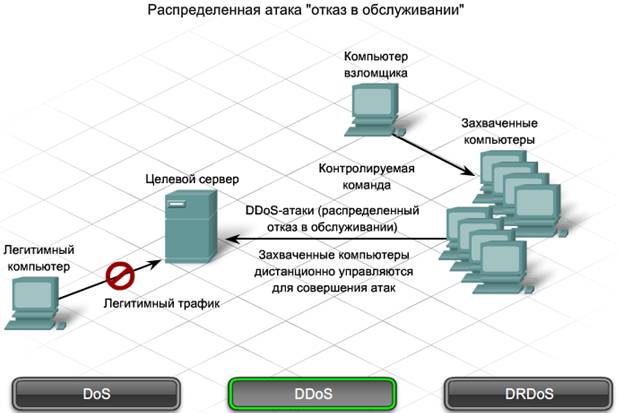 Распределенная атака "отказ в обслуживании"
Компьютер
взломщика
Захваченные
компьютеры
Контролируемая
команда
Целевой сервер
DDoS-атаки (распределенный
отказ в обслуживании)
Захваченные компьютеры
дистанционно управляются
для совершения атак
Легитимный
компьютер
Легитимный трафик
DoS
DDoS
DRDoS